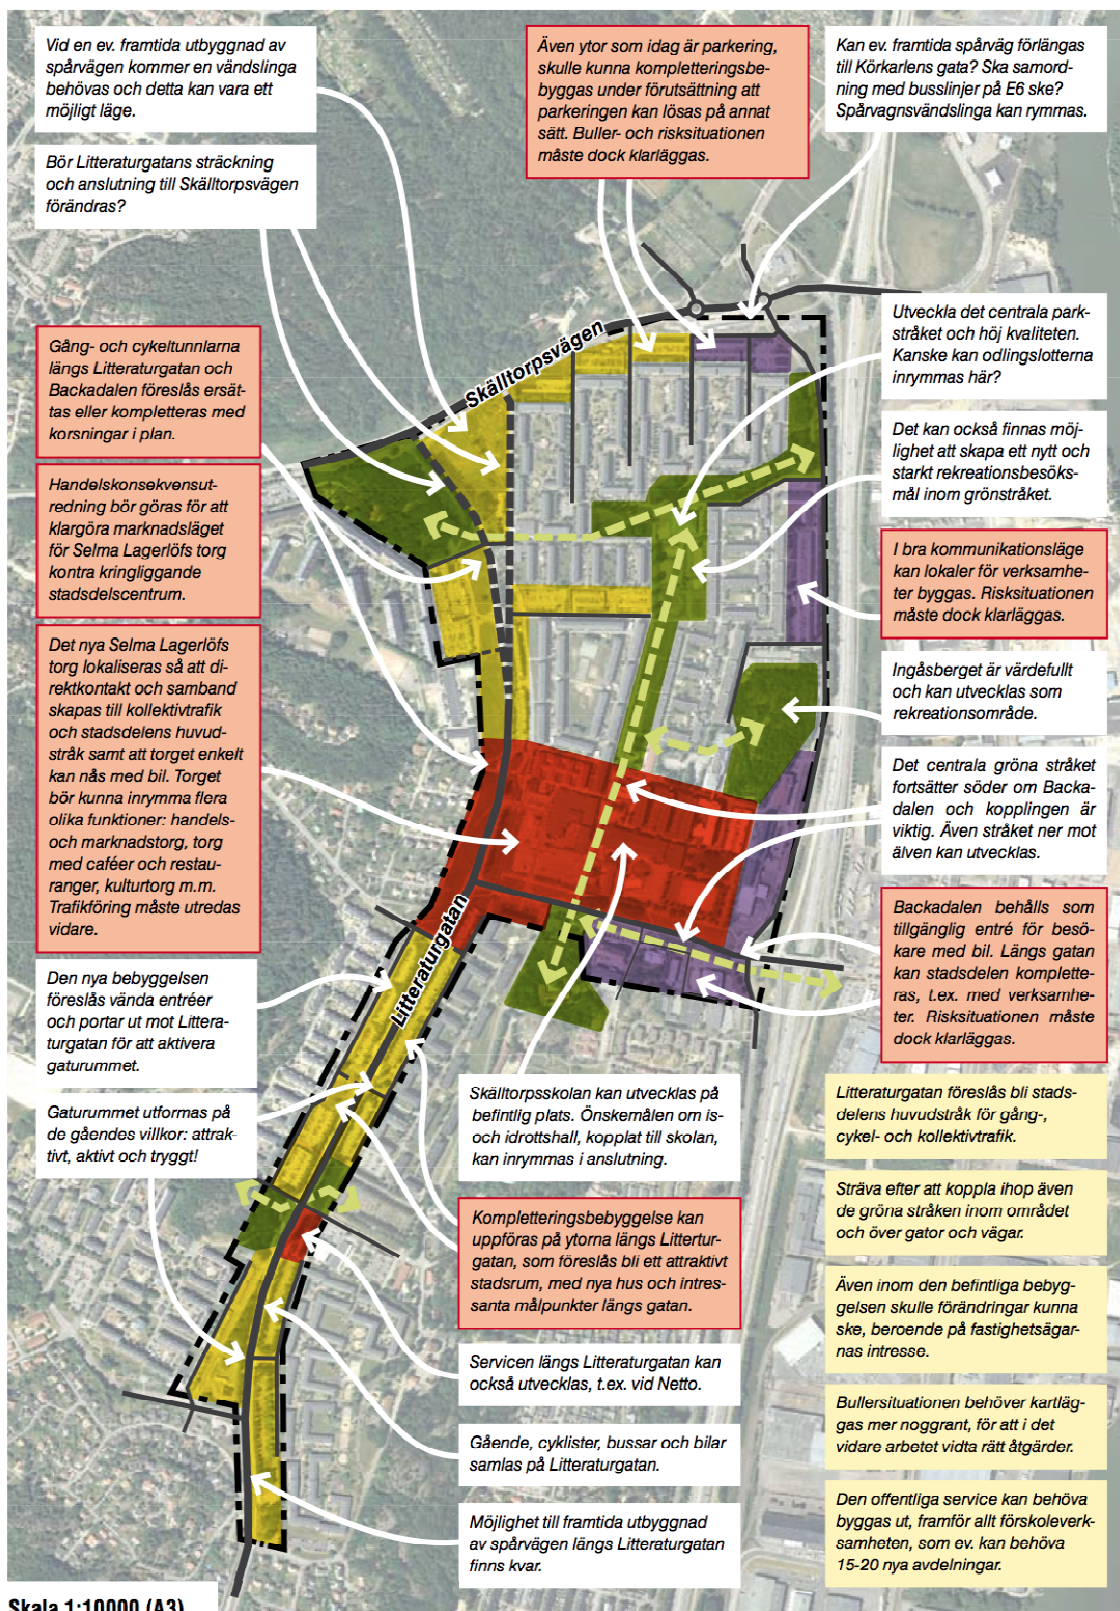 Vid en ev. framtida utbyggnad av
spårvägen kommer en vändslinga
behövas och detta kan vara ett
möjligt läge.
Bör Litteraturgatans sträckning
och anslutning till Skälltorpsvägen
förändras?
Även ytor som idag är parkering,
skulle kunna kompletteringsbe-
byggas under förutsättning att
parkeringen kan lösas på annat
sätt. Buller- och risksituationen
måste dock klarläggas.
Kan ev. framtida spårväg förlängas
till Körkarlens gata? Ska samord-
ning med busslinjer på E6 ske?
Spårvagnsvändslinga kan rymmas.
Gång- och cykeltunnlarna
längs Litteraturgatan och
Backadalen föreslås ersät-
tas eller kompletteras med
korsningar i plan.
Handelskonsekvensut-
redning bör göras för att
klargöra marknadsläget
för Selma Lagerlöfs torg
kontra kringliggande
stadsdelscentrum.
Det nya Selma Lagerlöfs
torg lokaliseras så att di-
rektkontakt och samband
skapas till kollektivtrafik
och stadsdelens huvud-
stråk samt att torget enkelt
kan nås med bil. Torget
bör kunna inrymma flera
olika funktioner: handels-
och marknadstorg, torg
med caféer och restau-
ranger, kulturtorg m.m.
Trafikföring måste utredas
vidare.
Den nya bebyggelsen
föreslås vända entréer
och portar ut mot Littera-
turgatan för att aktivera
gaturummet.
Gaturummet utformas på
de gåendes villkor: attrak-
tivt, aktivt och tryggt!
Skälltorpsvägen
Litteraturgatan
Utveckla det centrala park-
stråket och höj kvaliteten.
Kanske kan odlingslotterna
inrymmas här?
Det kan också finnas möj-
lighet att skapa ett nytt och
starkt rekreationsbesöks-
mål inom grönstråket.
I bra kommunikationsläge
kan lokaler för verksamhe-
ter byggas. Risksituationen
måste dock klarläggas.
Ingåsberget är värdefullt
och kan utvecklas som
rekreationsområde.
Det centrala gröna stråket
fortsätter söder om Backa-
dalen och kopplingen är
viktig. Även stråket ner mot
älven kan utvecklas.
Backadalen behålls som
tillgänglig entré för besö-
kare med bil. Längs gatan
kan stadsdelen komplette-
ras, t.ex. med verksamhe-
ter. Risksituationen måste
dock klarläggas.
Skälltorpsskolan kan utvecklas på
befintlig plats. Önskemålen om is-
och idrottshall, kopplat till skolan,
kan inrymmas i anslutning.
Kompletteringsbebyggelse kan
uppföras på ytorna längs Littertur-
gatan, som föreslås bli ett attraktivt
stadsrum, med nya hus och intres-
santa målpunkter längs gatan.
Servicen längs Litteraturgatan kan
också utvecklas, t.ex. vid Netto.
Gående, cyklister, bussar och bilar
samlas på Litteraturgatan.
Möjlighet till framtida utbyggnad
av spårvägen längs Litteraturgatan
finns kvar.
Litteraturgatan föreslås bli stads-
delens huvudstråk för gång-,
cykel- och kollektivtrafik.
Sträva efter att koppla ihop även
de gröna stråken inom området
och över gator och vägar.
Även inom den befintliga bebyg-
gelsen skulle förändringar kunna
ske, beroende på fastighetsägar-
nas intresse.
Bullersituationen behöver kartläg-
gas mer noggrant, för att i det
vidare arbetet vidta rätt åtgärder.
Den offentliga service kan behöva
byggas ut, framför allt förskoleverk-
samheten, som ev. kan behöva
15-20 nya avdelningar.
Skala 1:10000 (A3)